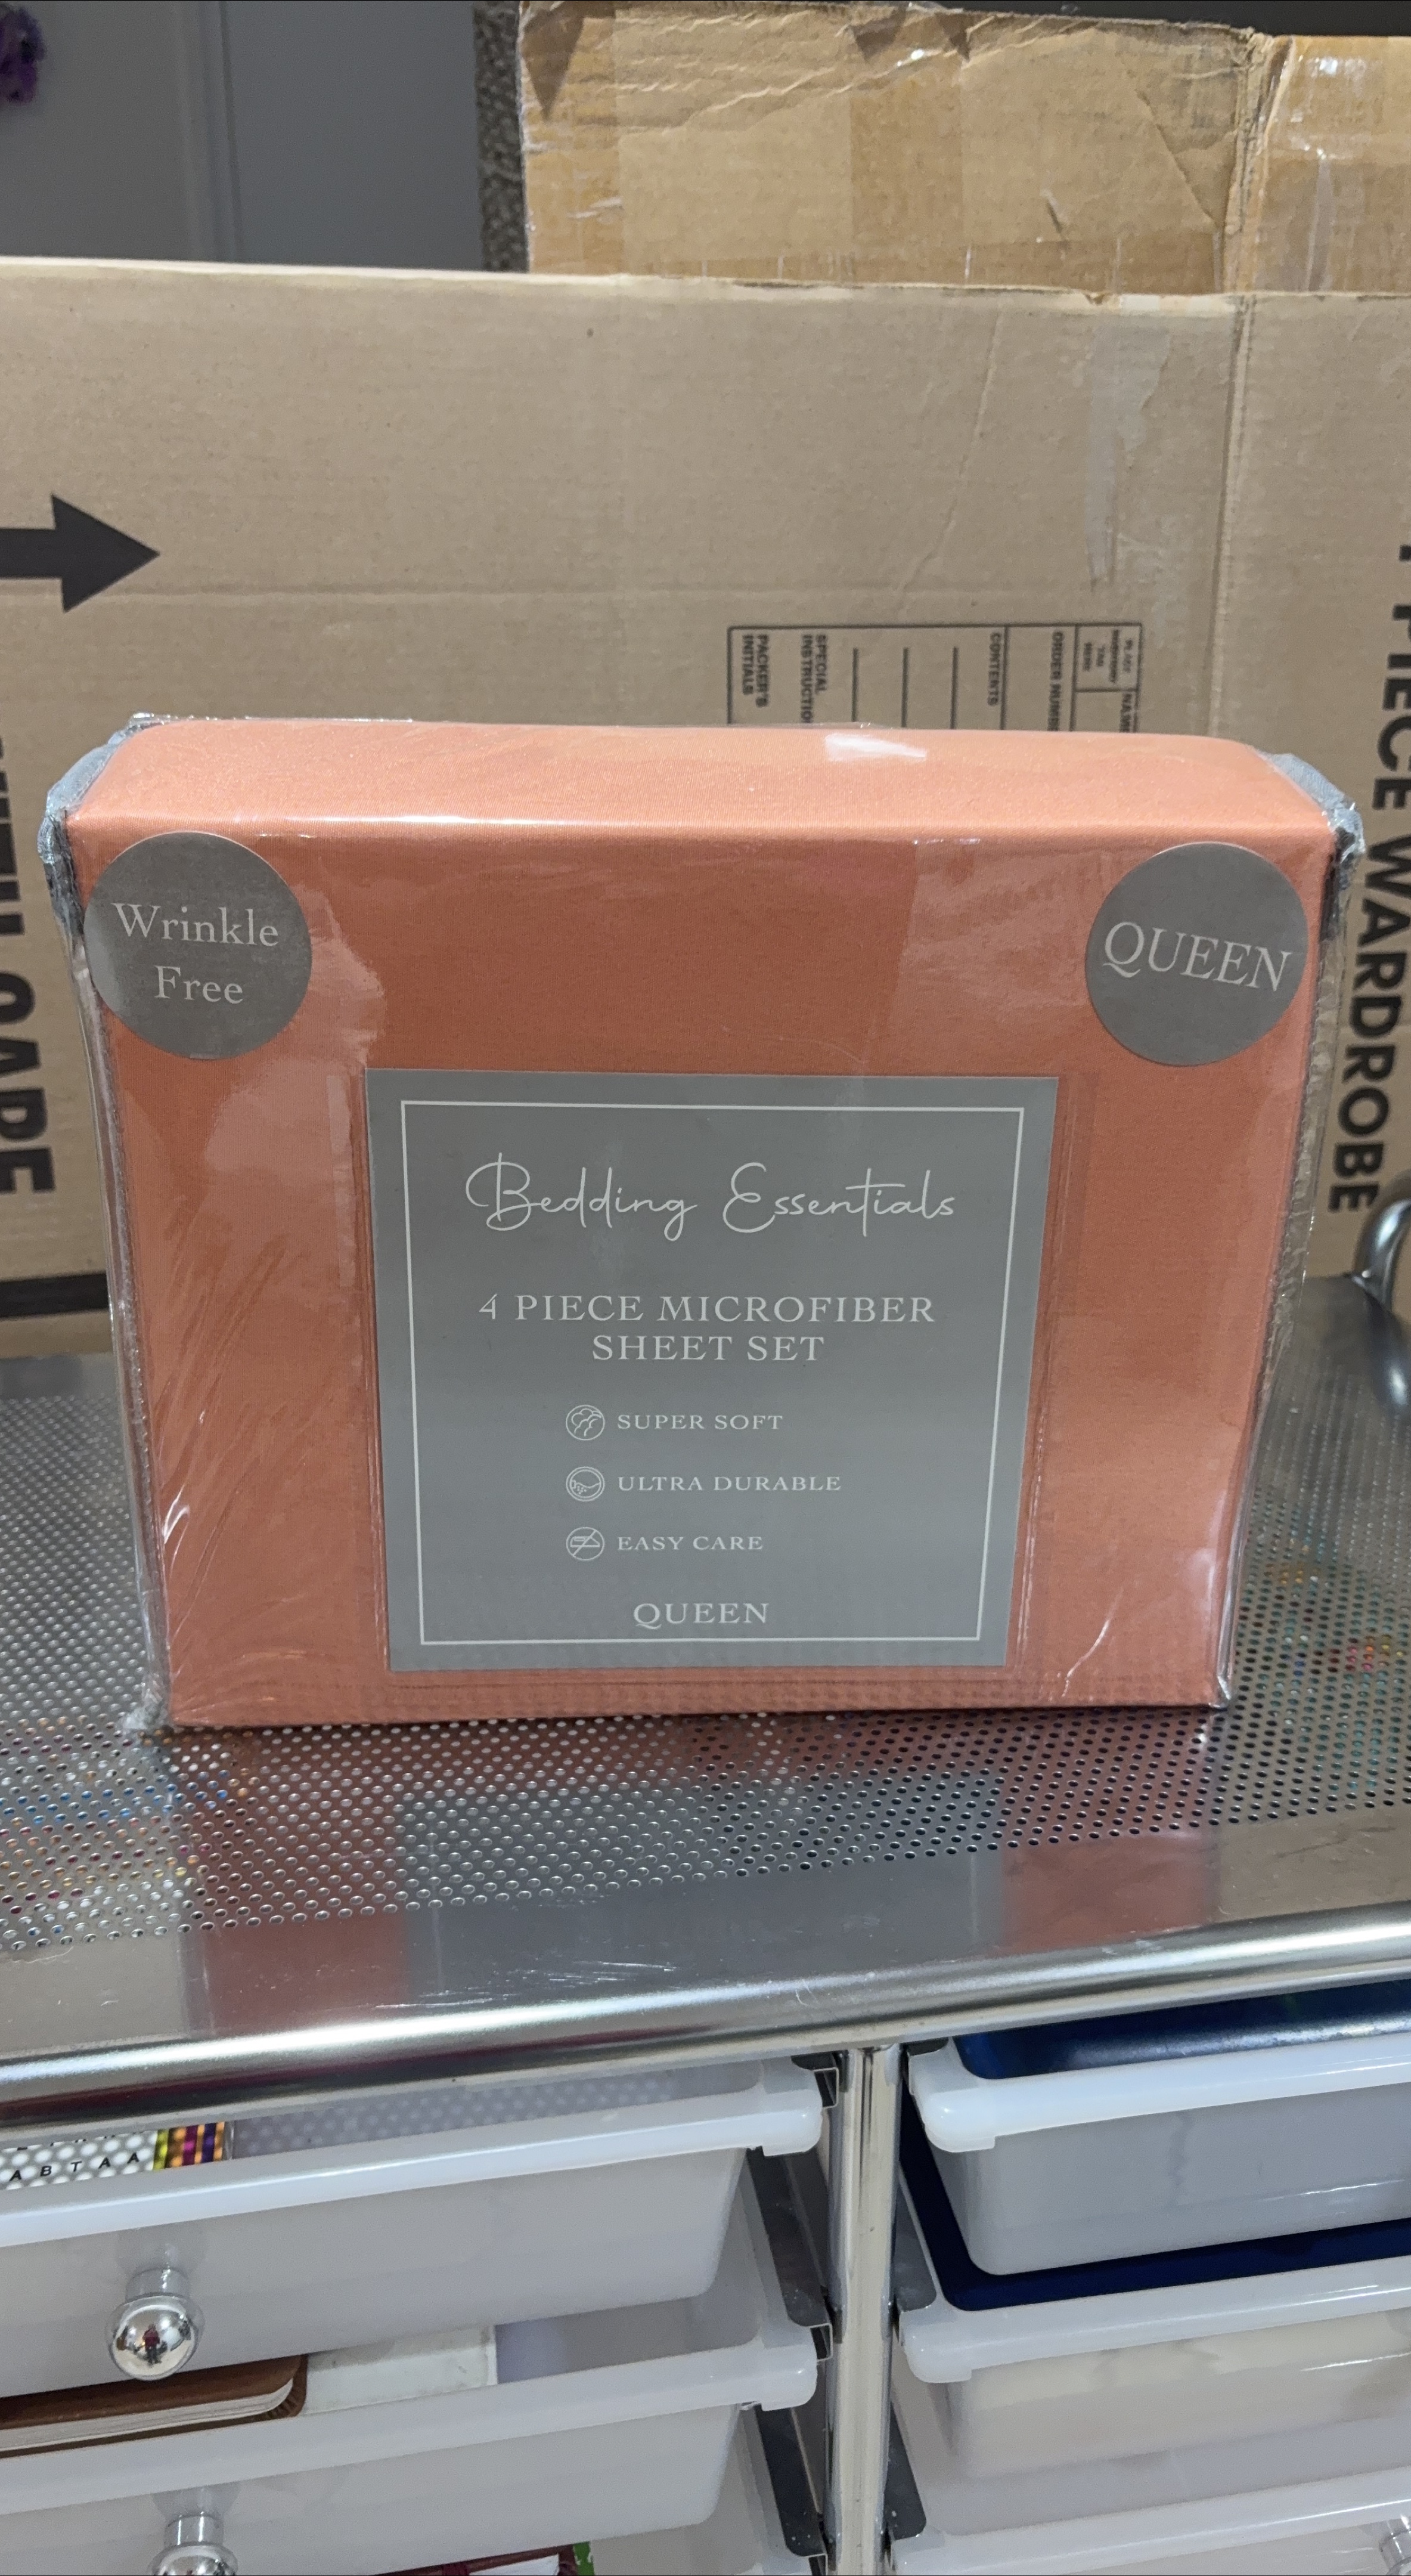 PACKER'S
INITIALS
SPECIAL
CONTENTS
PIECE WARDROBE
Wrinkle
Free
QUEEN
Bedding Essentials
4 PIECE MICROFIBER
SHEET SET
SUPER SOFT
ULTRA DURABLE
EASY CARE
QUEEN
ABTAA